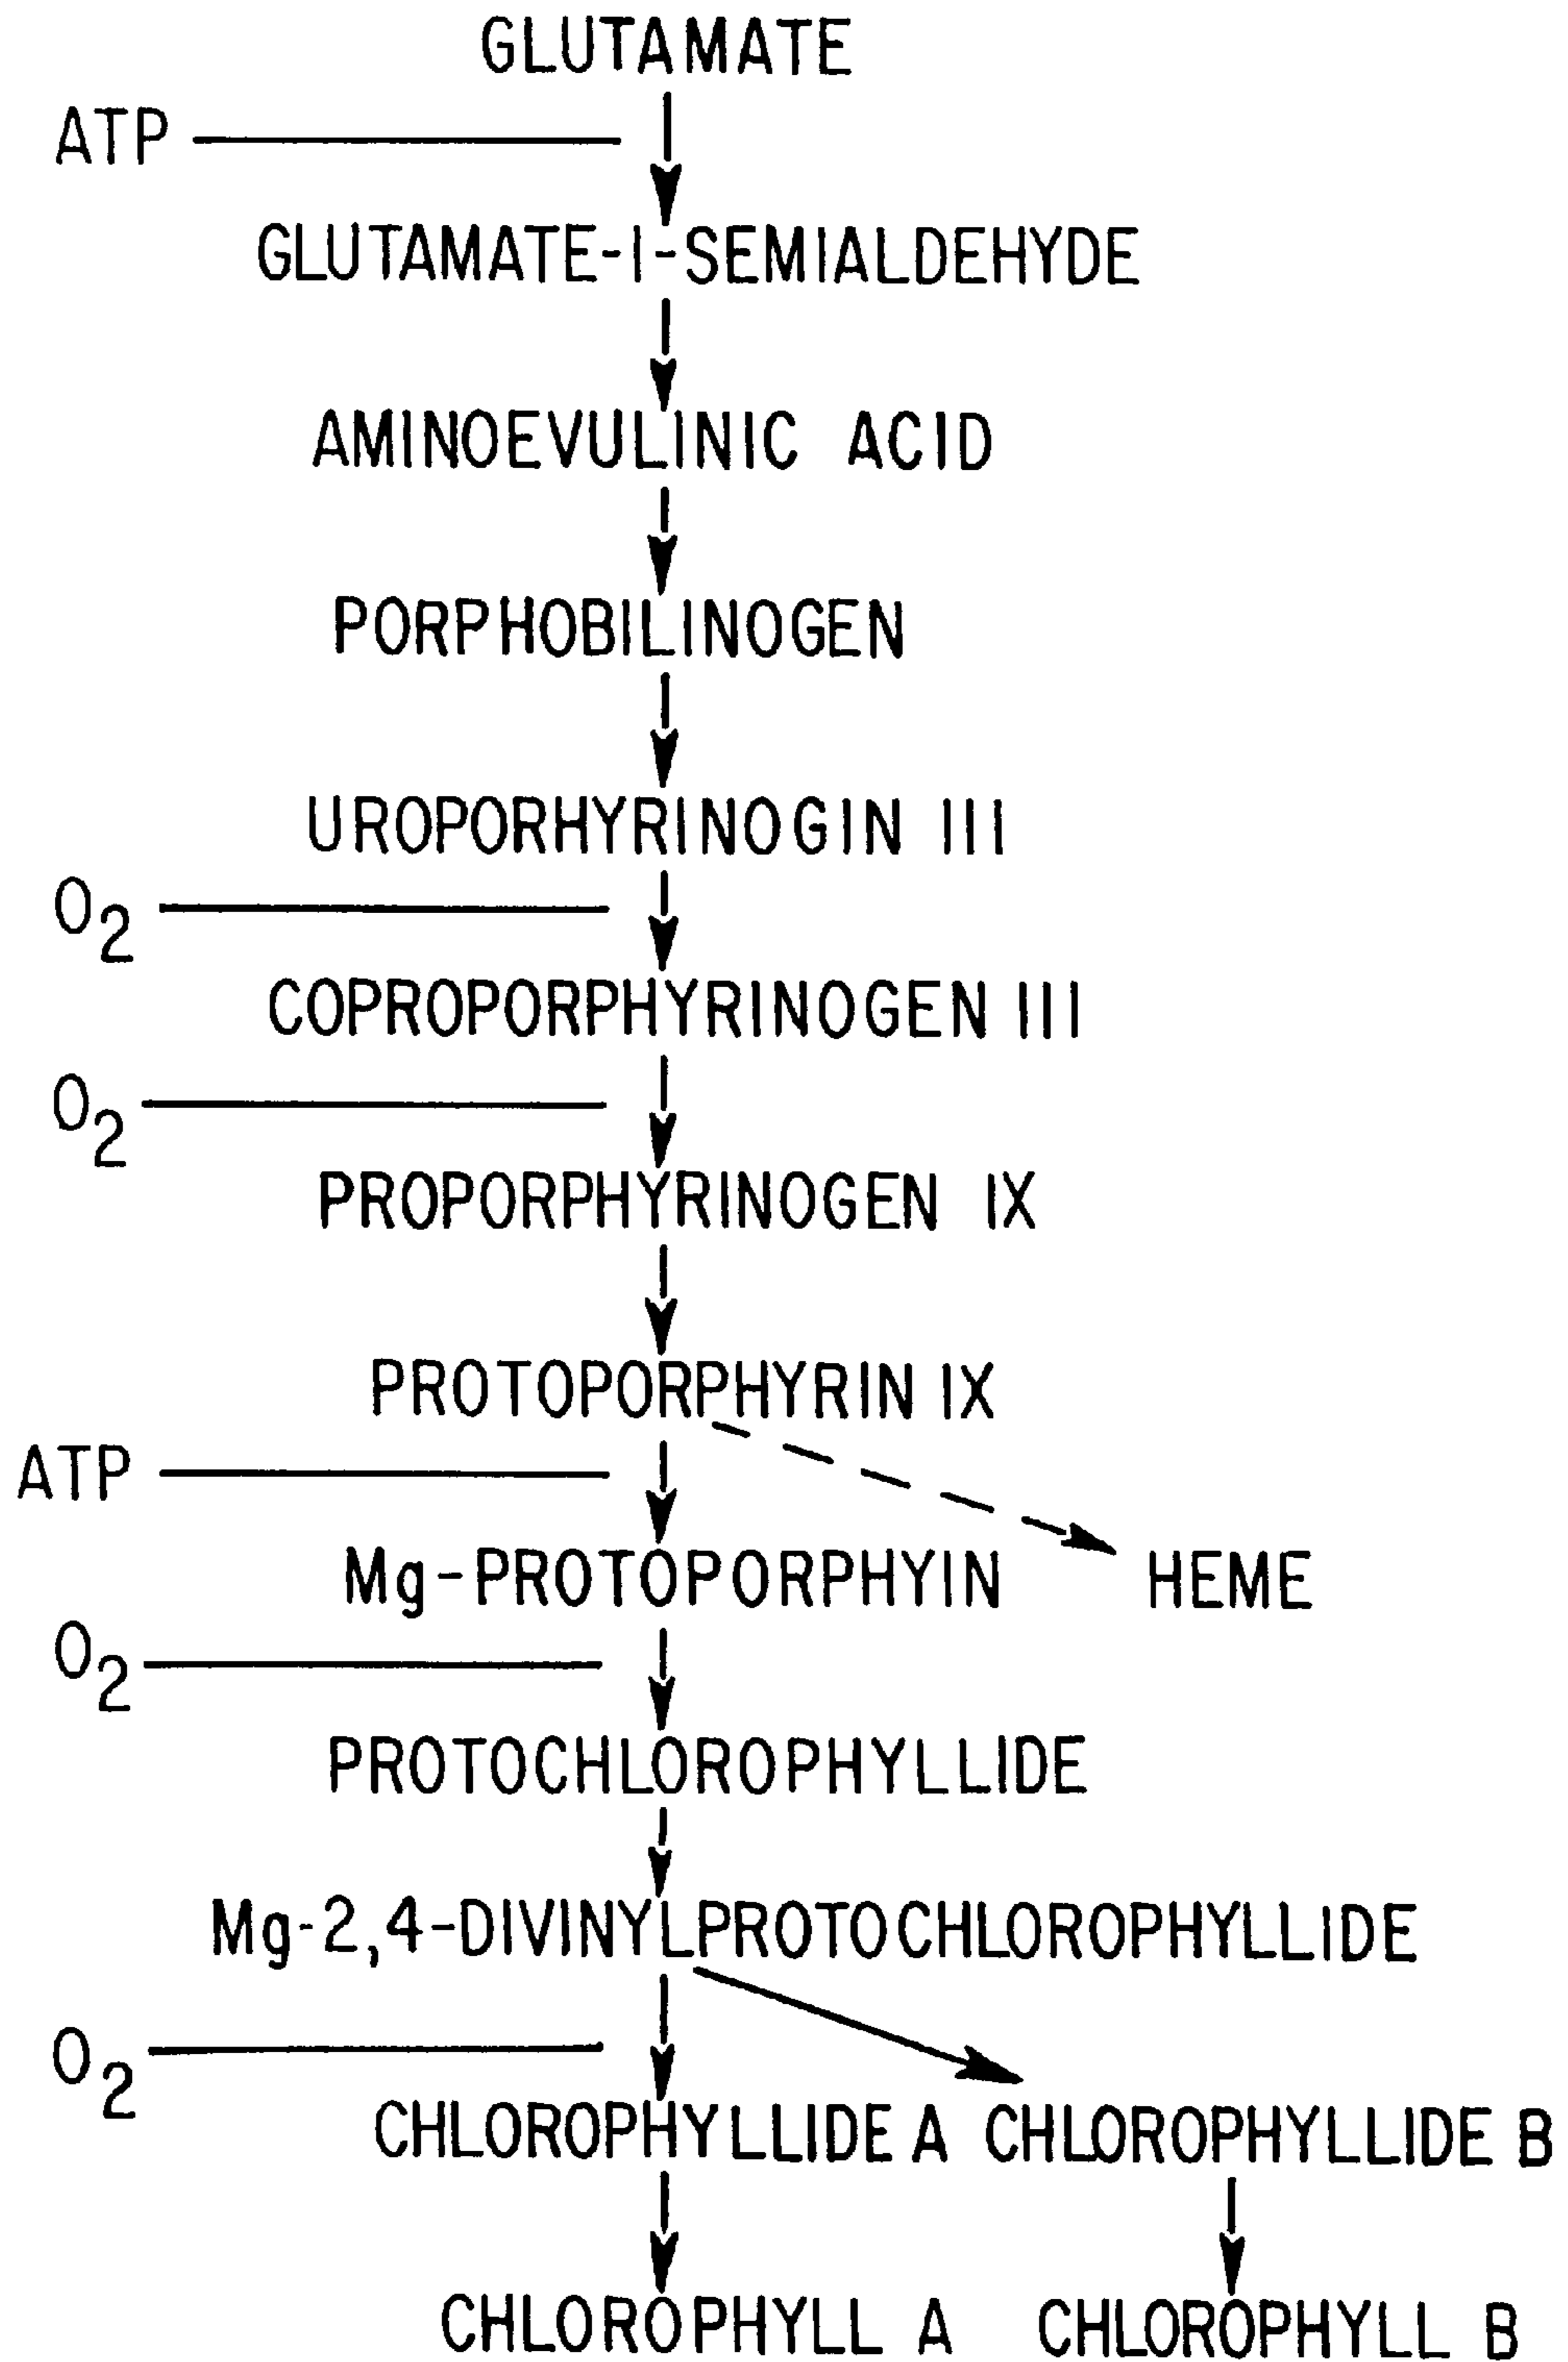 GLUTAMATE
ATP
GLUTAMATE-1-SEMIALDEHYDE
AMINOEVULINIC ACID
PORPHOBILINOGEN
UROPORHYRINOGIN III
O2
COPROPORPHYRINOGEN III
O2
PROPORPHYRINOGEN IX
PROTOPORPHYRIN IX
ATP
Mg-PROTOPORPHYIN HEME
O2
PROTOCHLOROPHYLLIDE
Mg-2,4-DIVINYLPROTOCHLOROPHYLLIDE
O2
CHLOROPHYLLIDE A CHLOROPHYLLIDE B
CHLOROPHYLL A CHLOROPHYLL B